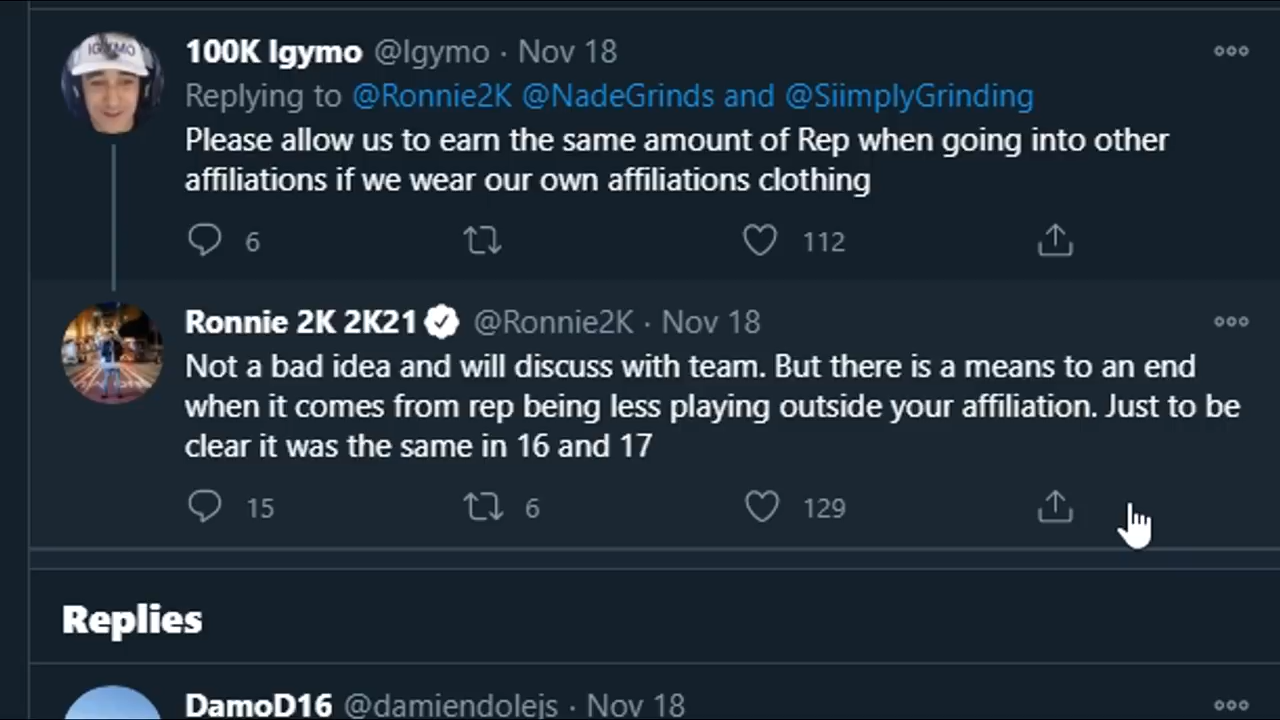 IGYMO
100K Igymo @Igymo · Nov 18
Replying to @Ronnie2K @NadeGrinds and @SiimplyGrinding
Please allow us to earn the same amount of Rep when going into other
affiliations if we wear our own affiliations clothing
6 112
Ronnie 2K 2K21 @Ronnie2K · Nov 18
Not a bad idea and will discuss with team. But there is a means to an end
when it comes from rep being less playing outside your affiliation. Just to be
clear it was the same in 16 and 17
15 6 129
Replies
DamoD16 @damiendolejs · Nov 18